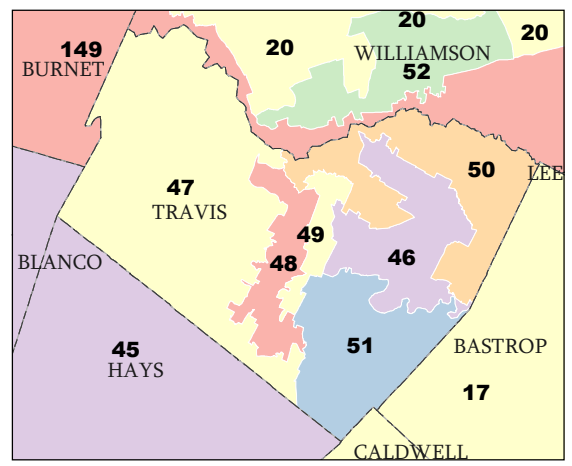 20
20
20
149
WILLIAMSON
BURNET
52
50
LEE
47
TRAVIS
49
46
BLANCO
48
51
BASTROP
45
HAYS
17
CALDWELL